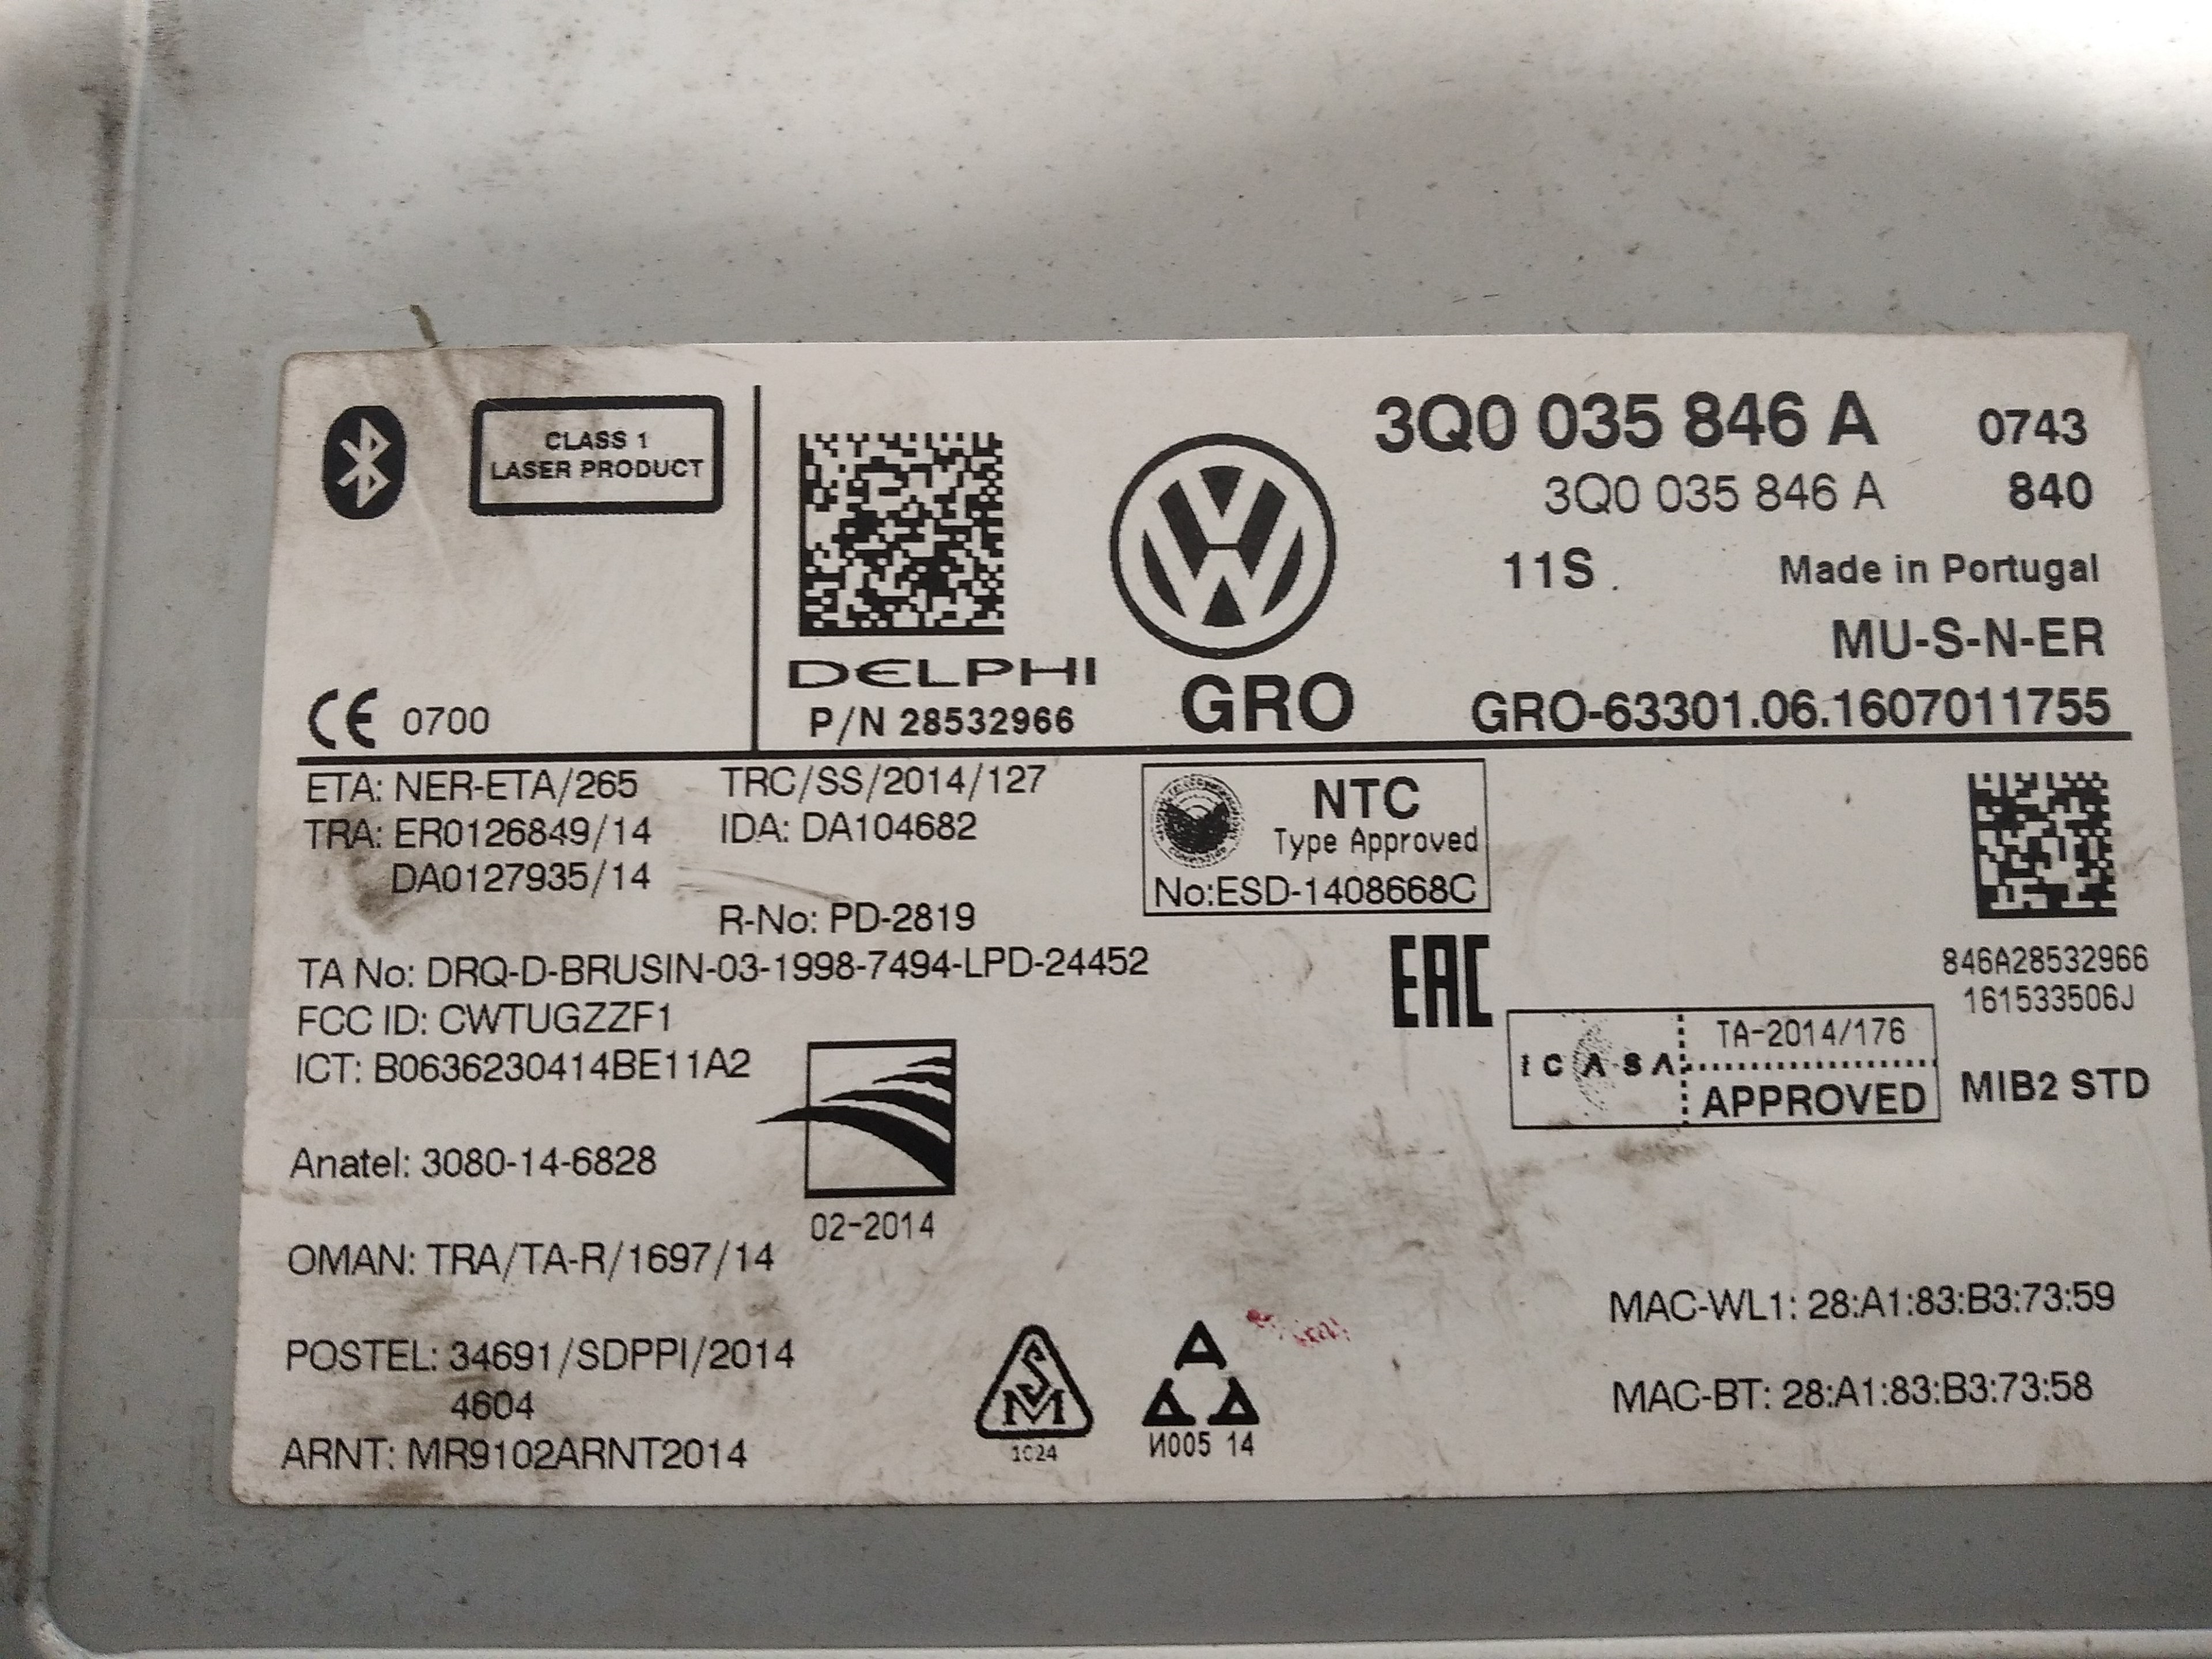 CLASS 1
LASER PRODUCT
CE 0700
DELPHI
P/N 28532966
GRO
3Q0 035 846 A 0743
3Q0 035 846 A 840
11S Made in Portugal
MU-S-N-ER
GRO-63301.06.1607011755
ETA: NER-ETA/265 TRC/SS/2014/127
TRA: ER0126849/14 IDA: DA104682
DA0127935/14
R-No: PD-2819
TA No: DRQ-D-BRUSIN-03-1998-7494-LPD-24452
FCC ID: CWTUGZZF1
ICT: B0636230414BE11A2
Anatel: 3080-14-6828
02-2014
OMAN: TRA/TA-R/1697/14
POSTEL: 34691/SDPPI/2014
4604
ARNT: MR9102ARNT2014
NTC
Type Approved
No:ESD-1408668C
EAC
846A28532966
161533506J
ICASA TA-2014/176
APPROVED
MIB2 STD
MAC-WL1: 28:A1:83:B3:73:59
MAC-BT: 28:A1:83:B3:73:58
SM
1024
AAA
И005 14